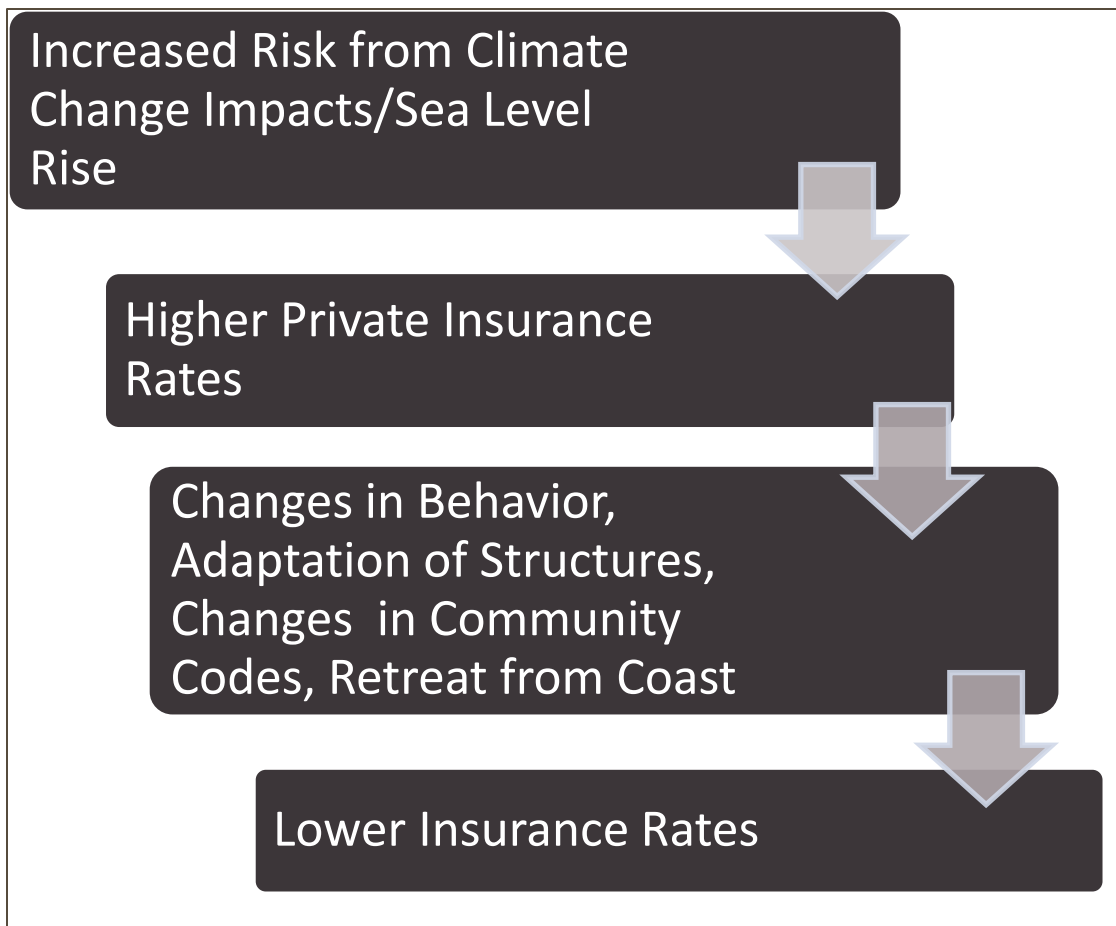 Increased Risk from Climate
Change Impacts/Sea Level
Rise
Higher Private Insurance
Rates
Changes in Behavior,
Adaptation of Structures,
Changes  in Community
Codes, Retreat from Coast
Lower Insurance Rates